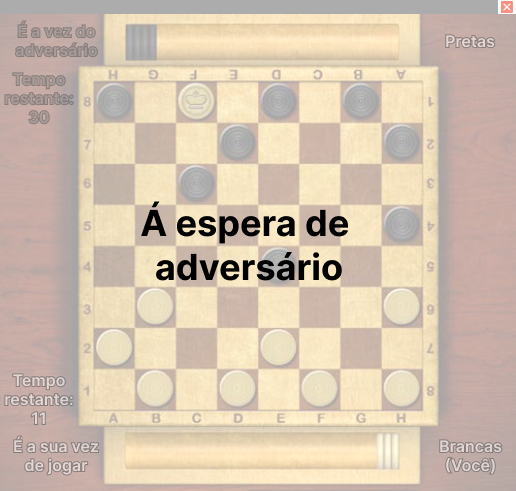 É a vez do
adversário
Pretas
Tempo
restante:
30
H G F E D C B A
8 1
7 2
6 3
5 4
4 5
3 6
2 7
1 8
A B C D E F G H
Á espera de
adversário
Tempo
restante:
11
É a sua vez
de jogar
Brancas
(Você)